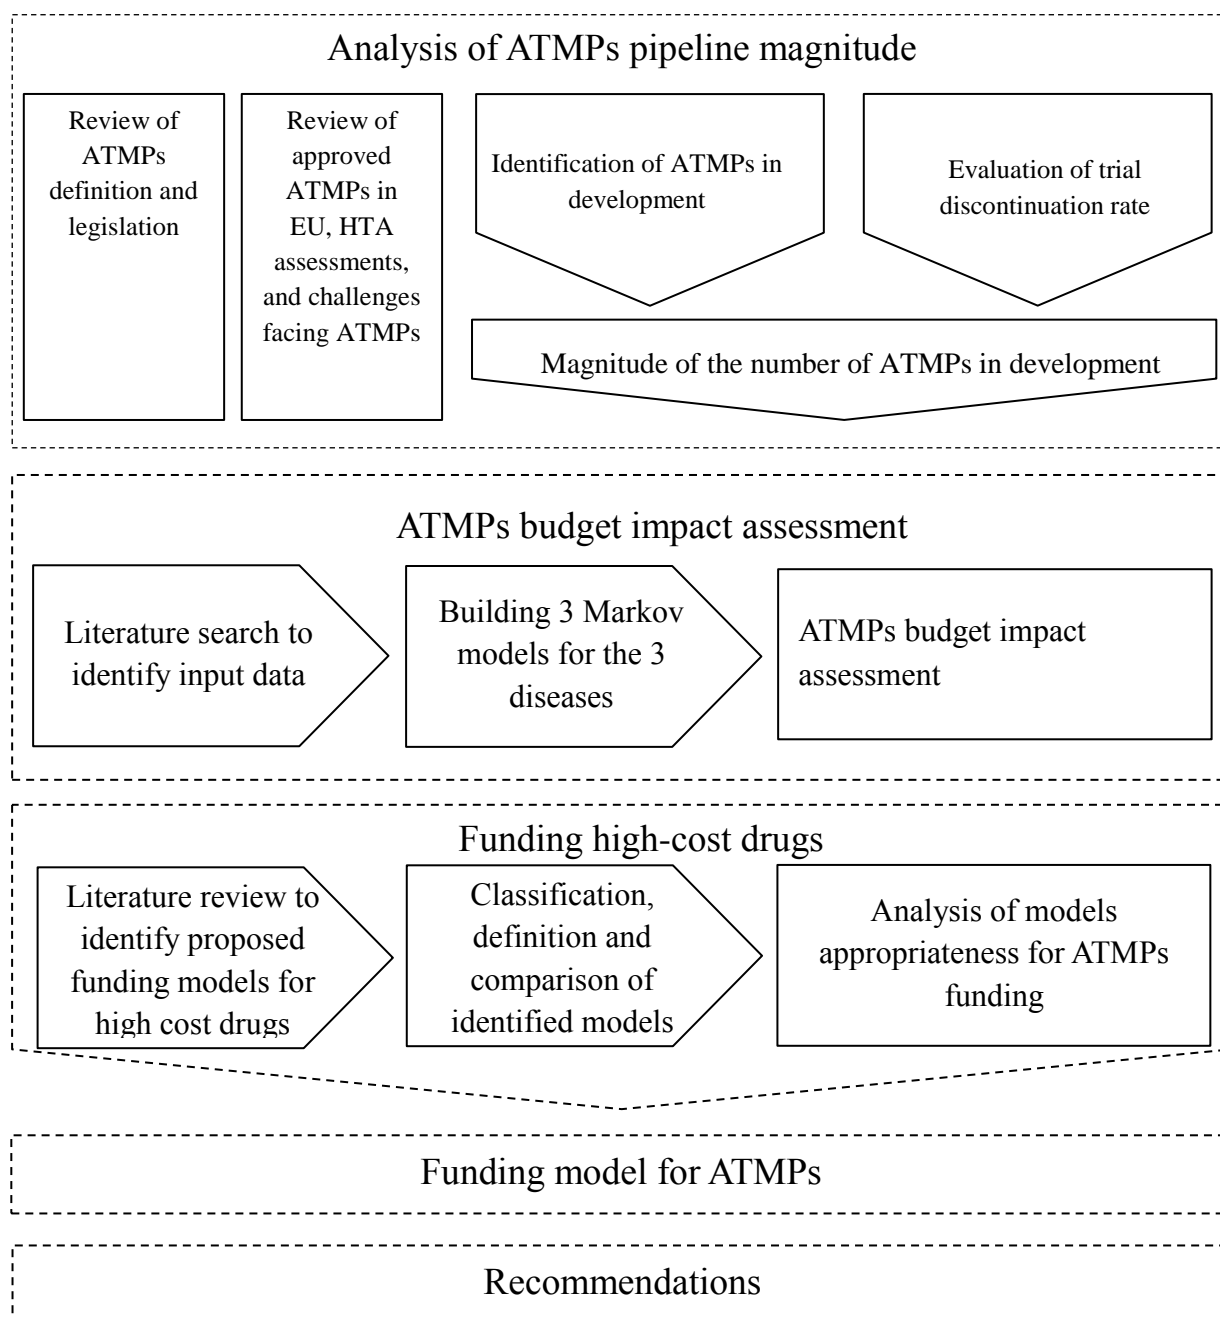 Analysis of ATMPs pipeline magnitude
Review of
ATMPs
definition and
legislation
Review of
approved
ATMPs in
EU, HTA
assessments,
and challenges
facing ATMPs
Identification of ATMPs in
development
Evaluation of trial
discontinuation rate
Magnitude of the number of ATMPs in development
ATMPs budget impact assessment
Literature search to
identify input data
Building 3 Markov
models for the 3
diseases
ATMPs budget impact
assessment
Funding high-cost drugs
Literature review to
identify proposed
funding models for
high cost drugs
Classification,
definition and
comparison of
identified models
Analysis of models
appropriateness for ATMPs
funding
Funding model for ATMPs
Recommendations